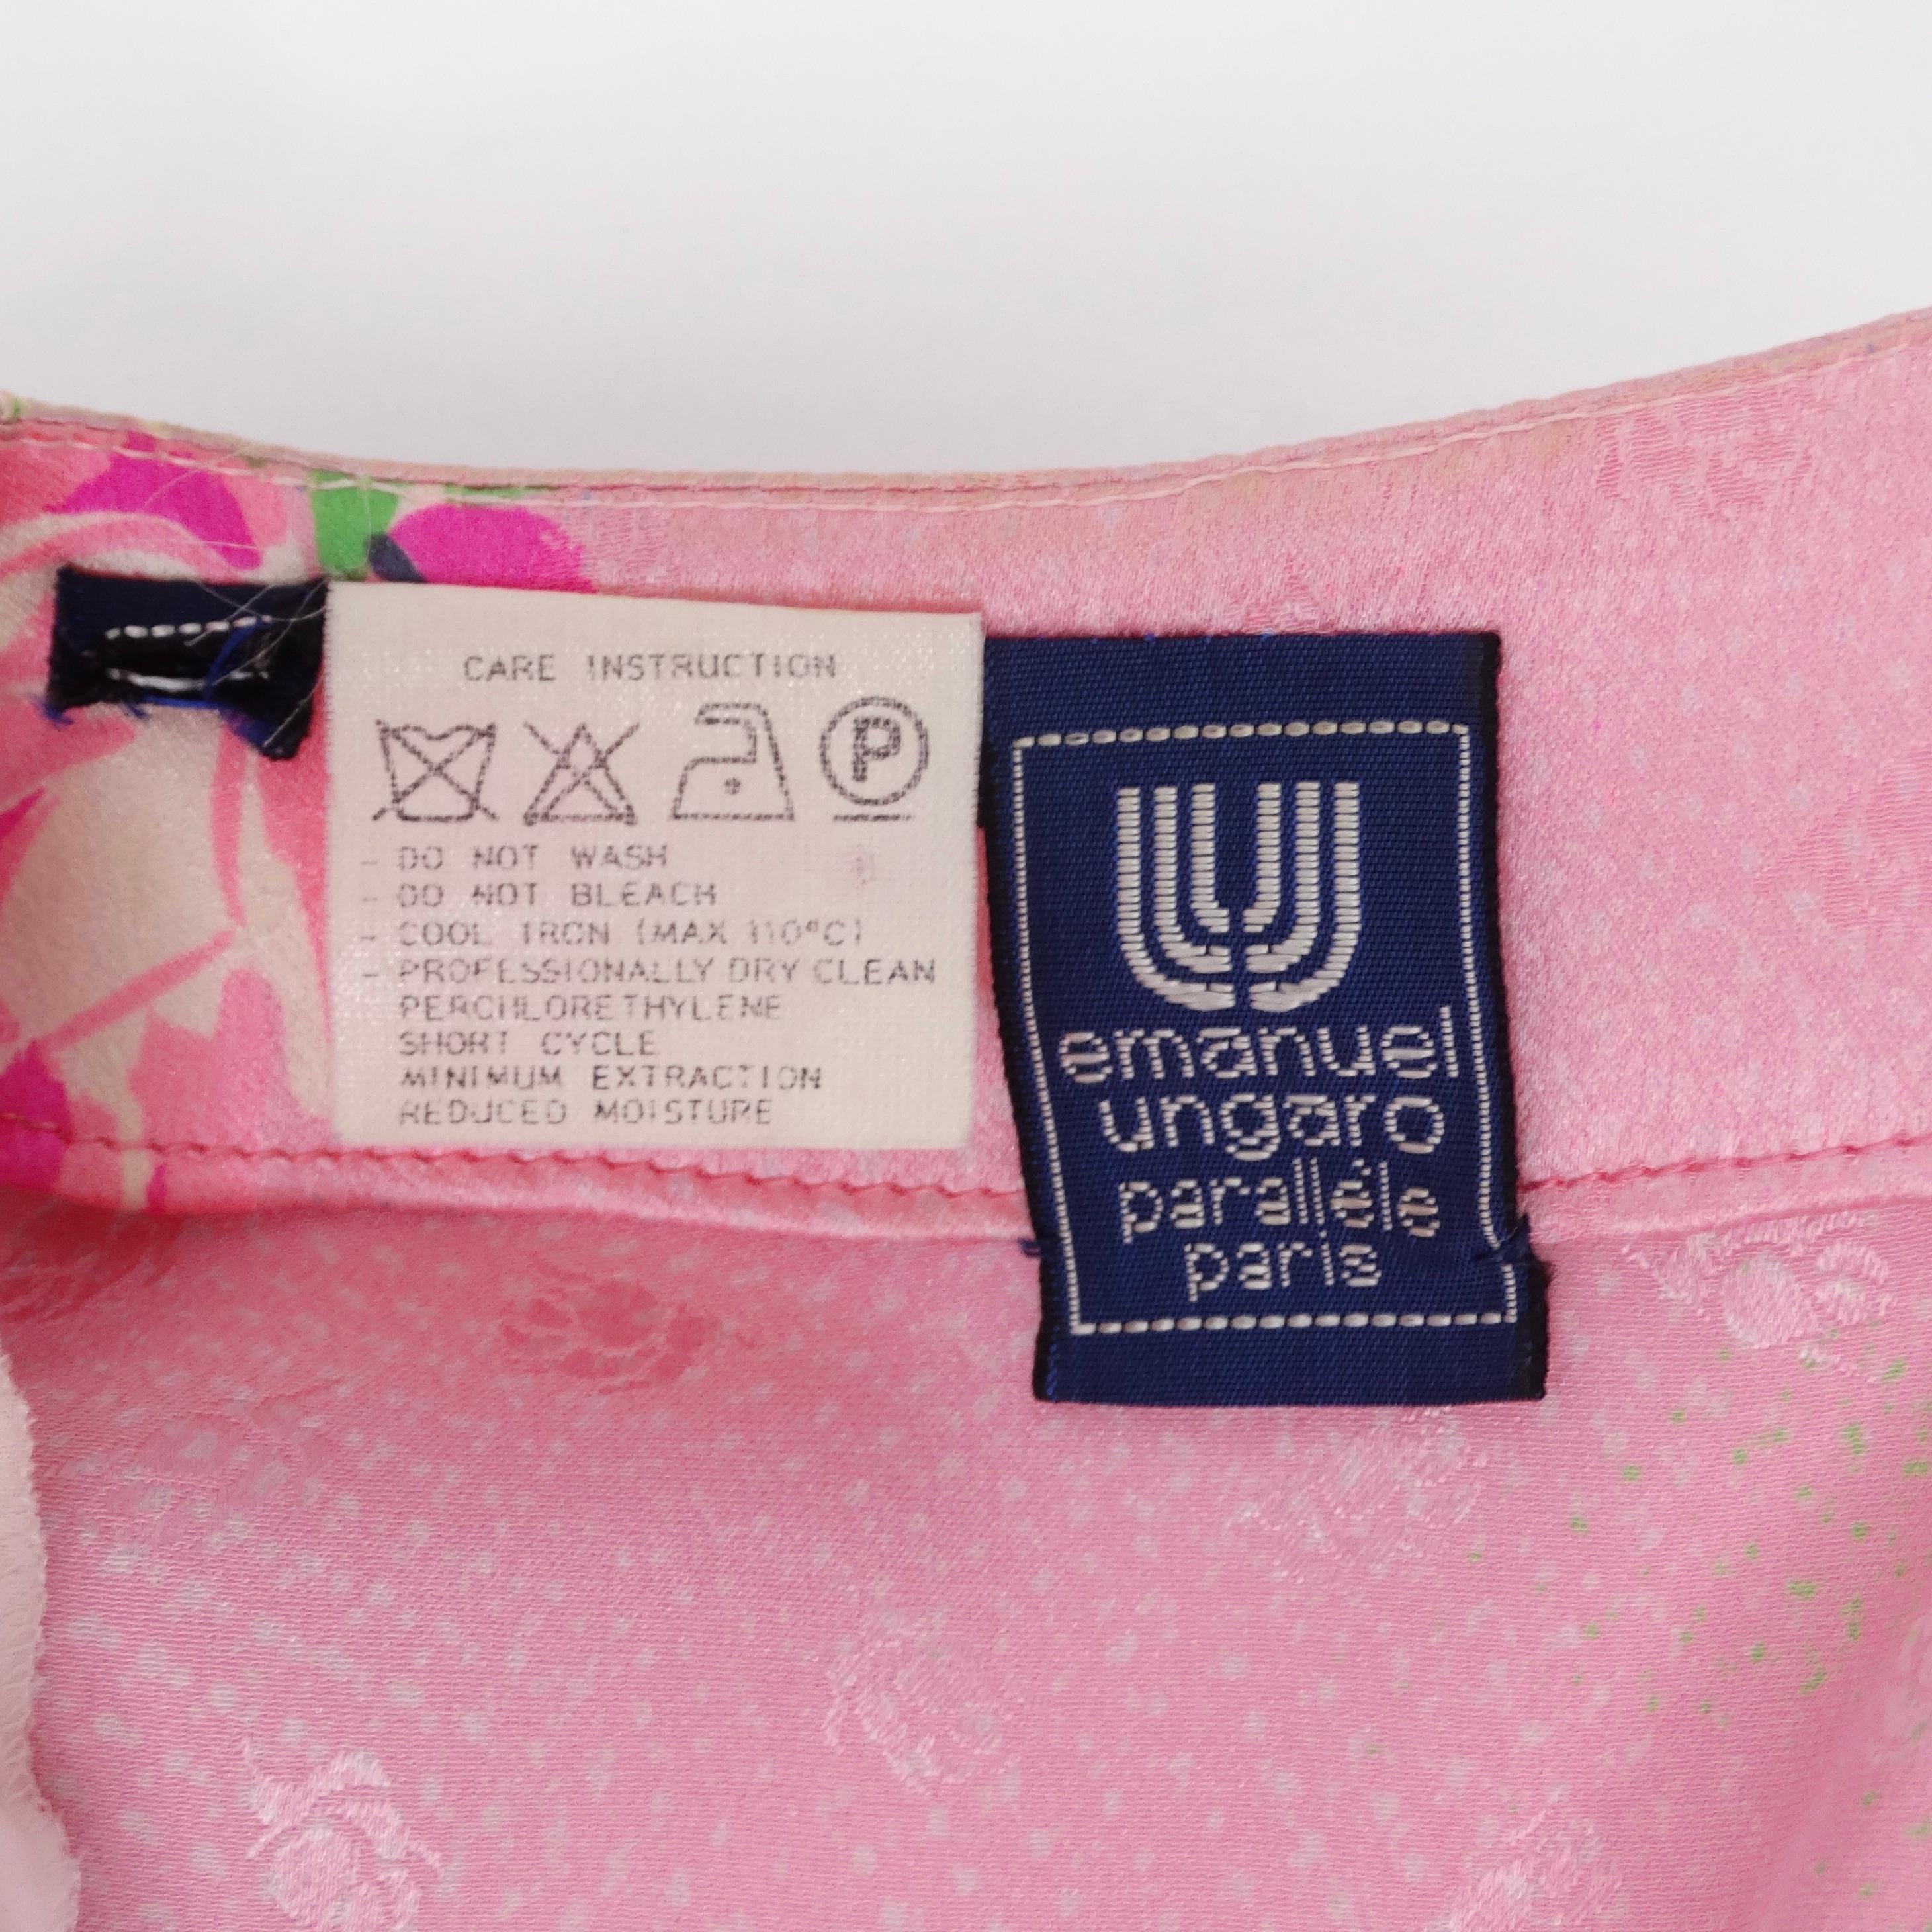 CARE INSTRUCTION
P
- DO NOT WASH
- DO NOT BLEACH
- COOL IRON (MAX 110°C)
- PROFESSIONALLY DRY CLEAN
PERCHLORETHYLENE
SHORT CYCLE
MINIMUM EXTRACTION
REDUCED MOISTURE
emanuel
ungaro
parallèle
paris